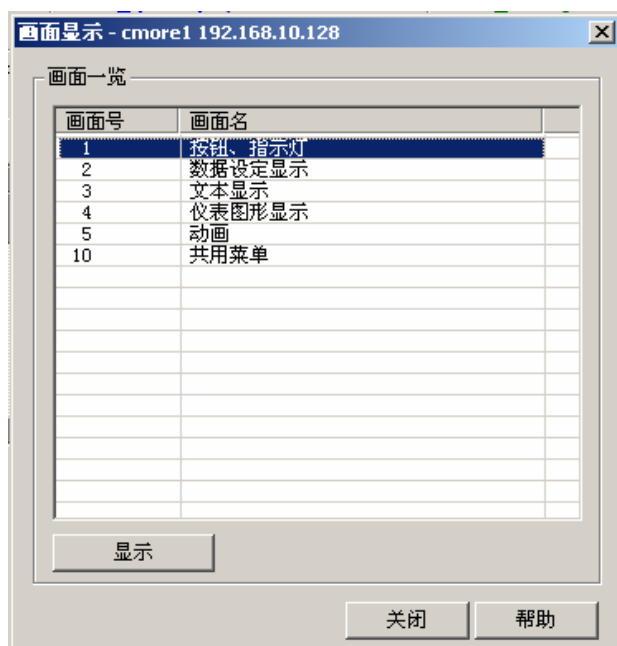 画面显示 - cmore1 192.168.10.128
画面一览
画面号 画面名
1 按钮、指示灯
2 数据设定显示
3 文本显示
4 仪表图形显示
5 动画
10 共用菜单
显示
关闭 帮助